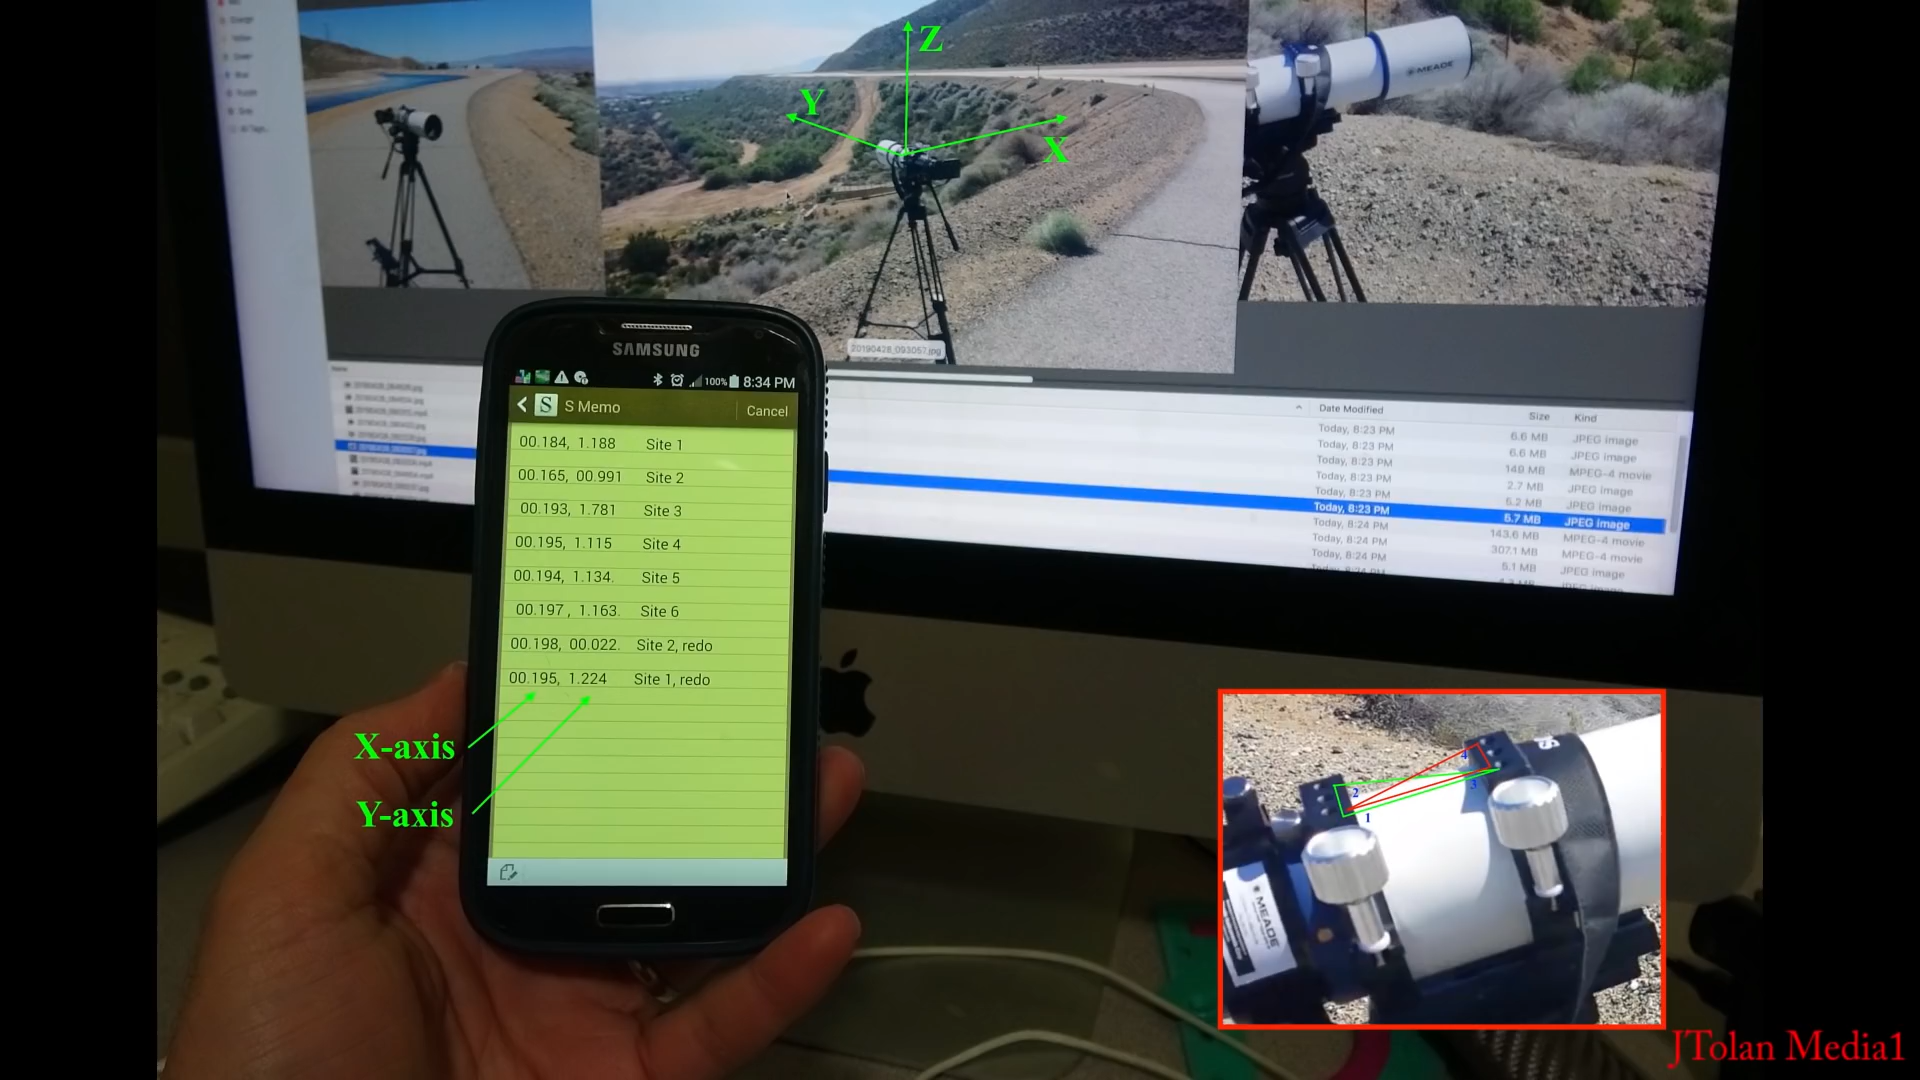 Z
Y
X
MEADE
20190428_093057.jpg
SAMSUNG
100% 8:34 PM
S Memo Cancel
00.184, 1.188 Site 1
00.165, 00.991 Site 2
00.193, 1.781 Site 3
00.195, 1.115 Site 4
00.194, 1.134. Site 5
00.197 , 1.163. Site 6
00.198, 00.022. Site 2, redo
00.195, 1.224 Site 1, redo
X-axis
Y-axis
Date Modified Size Kind
Today, 8:23 PM 6.6 MB JPEG image
Today, 8:23 PM 6.6 MB JPEG image
Today, 8:23 PM 149 MB MPEG-4 movie
Today, 8:23 PM 2.7 MB JPEG image
Today, 8:23 PM 6.2 MB JPEG image
Today, 8:23 PM 5.7 MB JPEG image
Today, 8:24 PM 143.6 MB MPEG-4 movie
Today, 8:24 PM 307.1 MB MPEG-4 movie
Today, 8:24 PM 5.1 MB JPEG image
4
2
3
1
MEADE
JTolan Media1